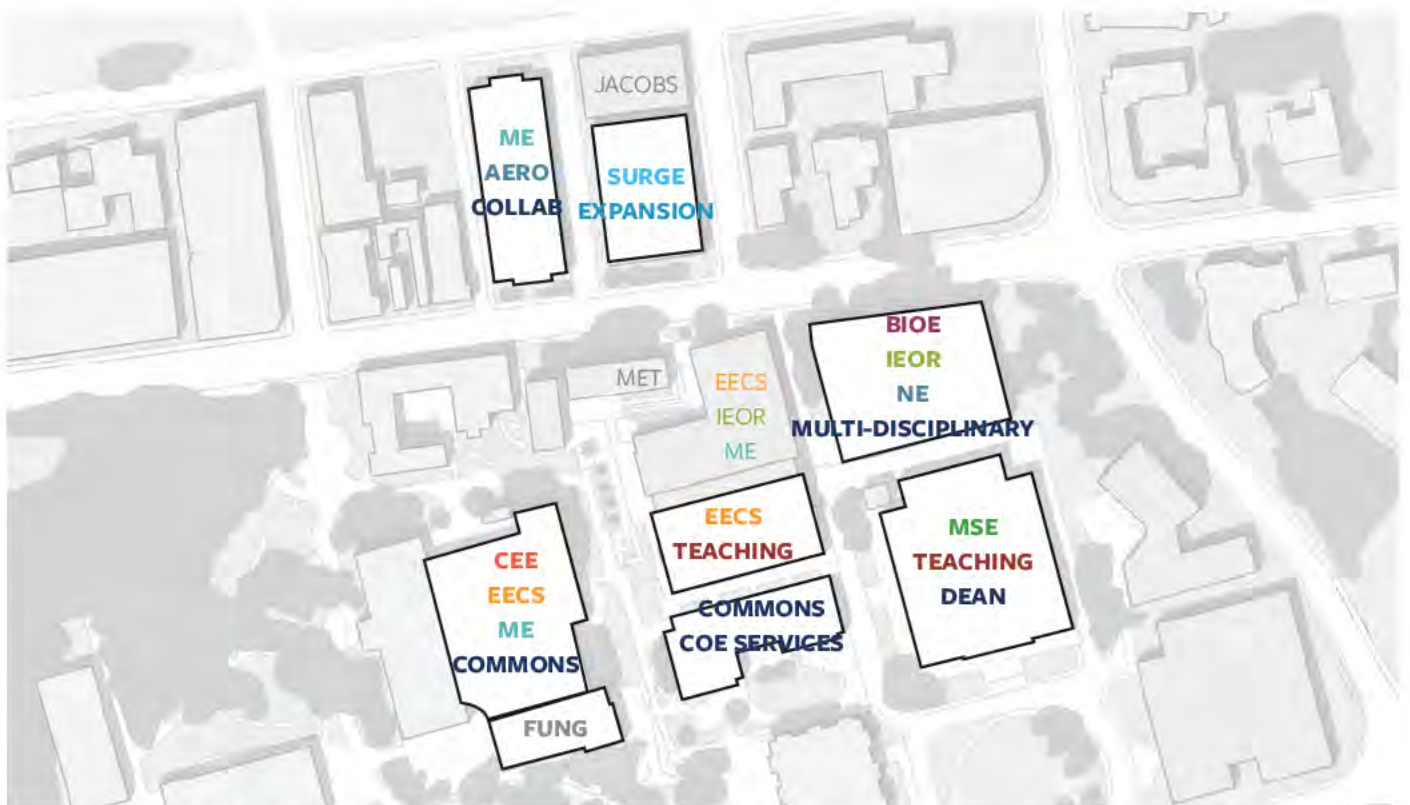 JACOBS
ME
AERO
COLLAB
SURGE
EXPANSION
MET
EECS
IEOR
ME
BIOE
IEOR
NE
MULTI-DISCIPLINARY
EECS
TEACHING
MSE
TEACHING
DEAN
CEE
EECS
ME
COMMONS
COMMONS
COE SERVICES
FUNG